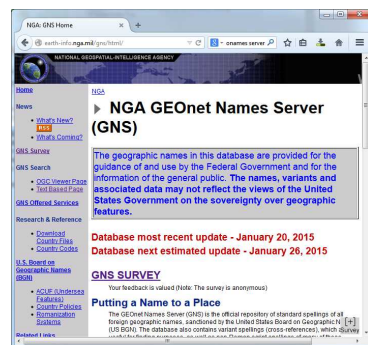 NGA: GNS Home
earth-info.nga.mil/gns/html/
onames server
NATIONAL GEOSPATIAL-INTELLIGENCE AGENCY
Home
News
What's New?
RSS
What's Coming?
GNS Survey
GNS Search
OGC Viewer Page
Text Based Page
GNS Offered Services
Research & Reference
Download
Country Files
Country Codes
U.S. Board on
Geographic Names
(BGN)
ACUF (Undersea
Features)
Country Policies
Romanization
Systems
Related Links
NGA
NGA GEOnet Names Server
(GNS)
The geographic names in this database are provided for the
guidance of and use by the Federal Government and for the
information of the general public. The names, variants and
associated data may not reflect the views of the United
States Government on the sovereignty over geographic
features.
Database most recent update - January 20, 2015
Database next estimated update - January 26, 2015
GNS SURVEY
Your feedback is valued (Note: The survey is anonymous)
Putting a Name to a Place
The GEOnet Names Server (GNS) is the official repository of standard spellings of all
foreign geographic names, sanctioned by the United States Board on Geographic N
(US BGN). The database also contains variant spellings (cross-references), which
[+]
Survey